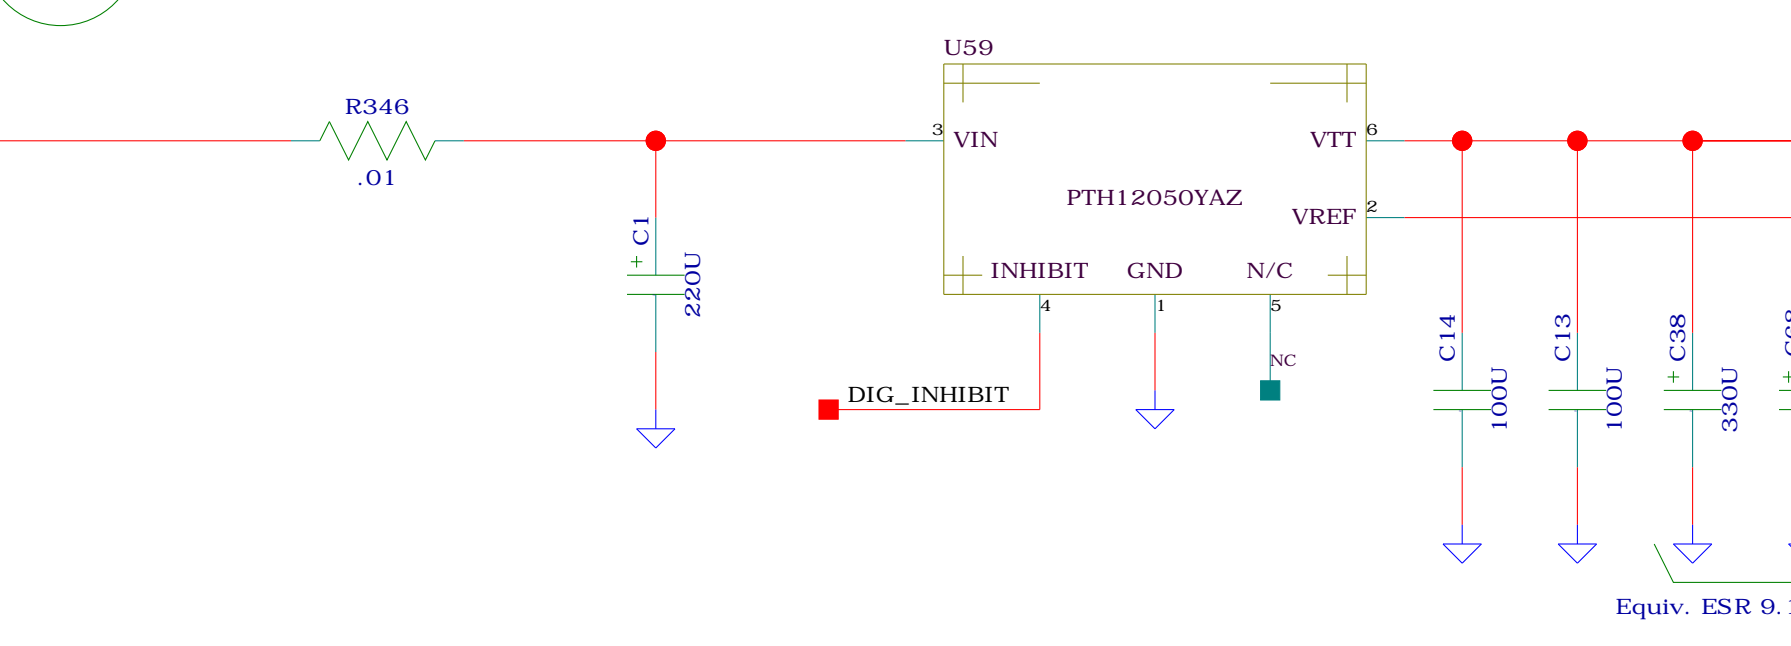 U59
R346
.01
3
VIN
VTT
6
PTH12050YAZ
VREF
2
C1
+
220U
INHIBIT
GND
N/C
4
1
5
NC
DIG_INHIBIT
C14
100U
C13
100U
C38
+
330U
+
Equiv. ESR 9.